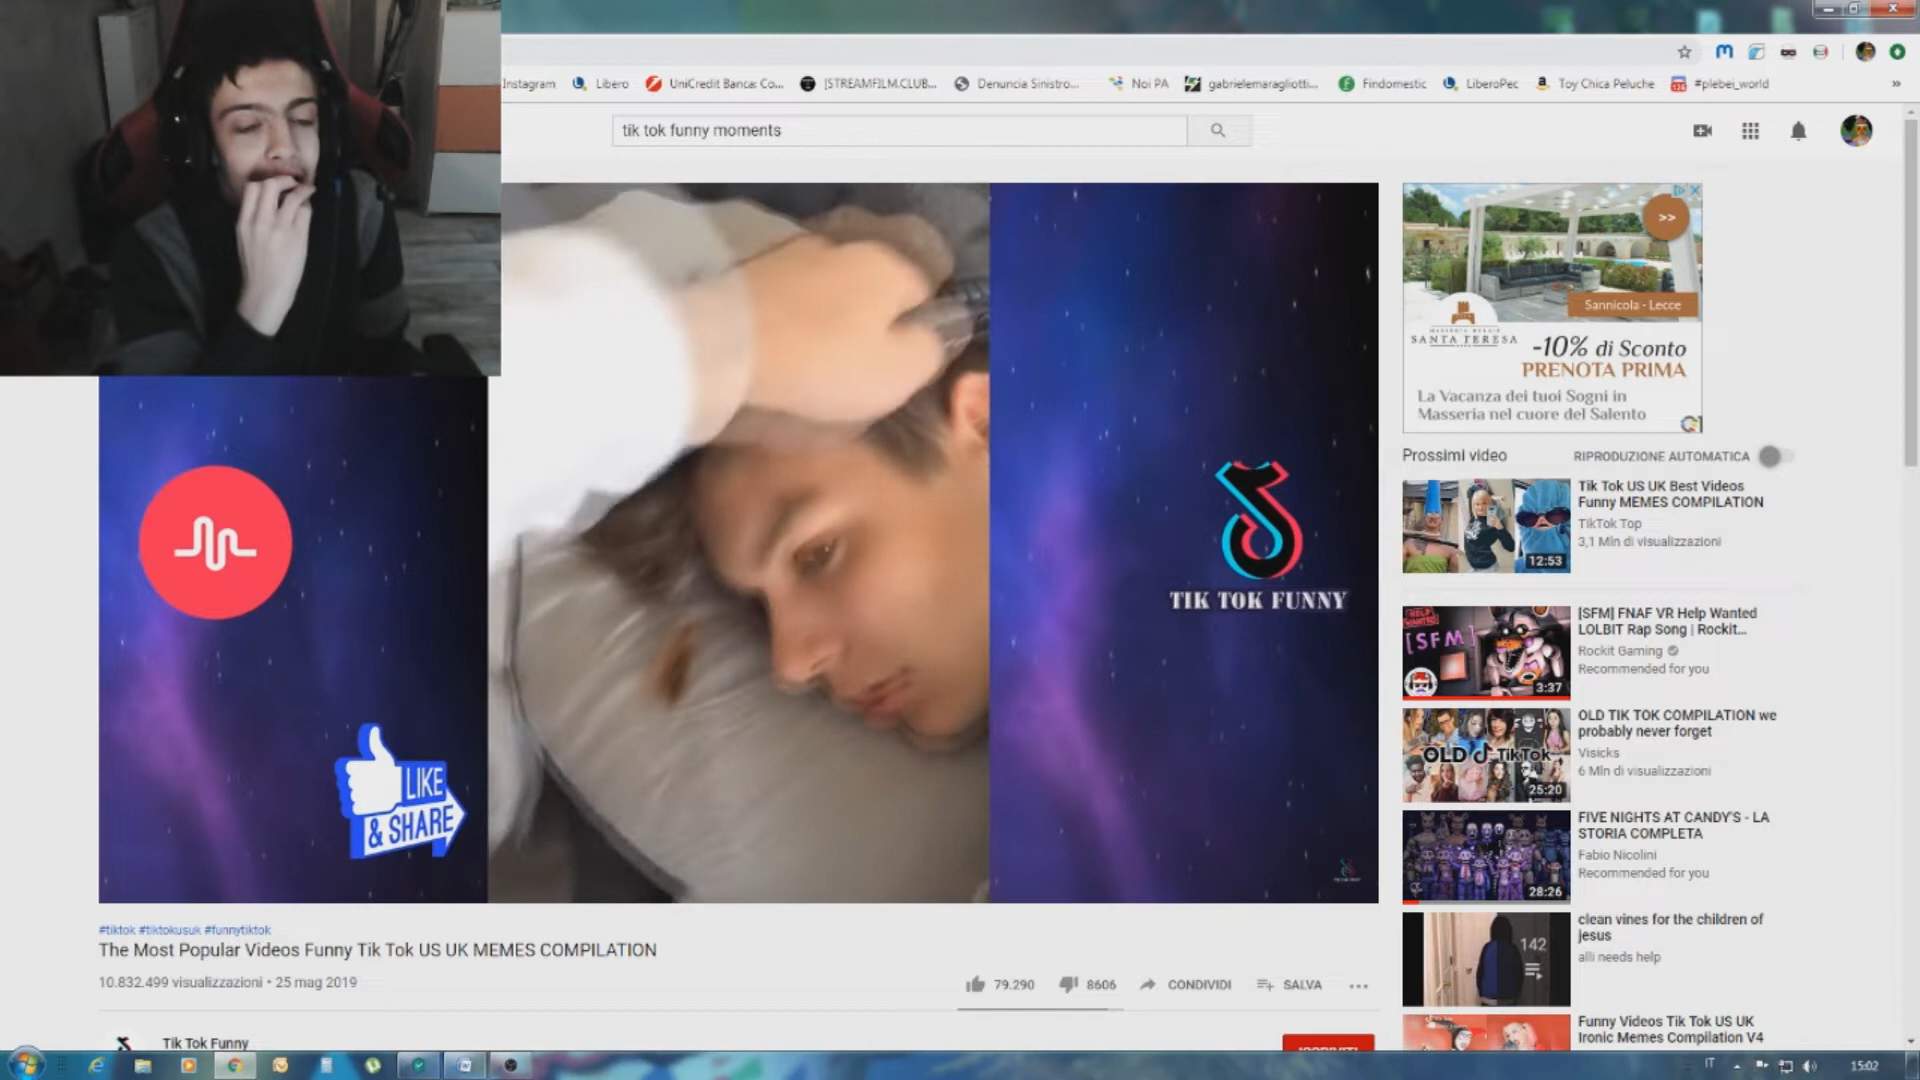 Instagram
Libero
UniCredit Banca: Co...
[STREAMFILM.CLUB...
Denuncia Sinistro...
Noi PA
gabrielemaragliotti...
Findomestic
LiberoPec
Toy Chica Peluche
#plebei_world
»
tik tok funny moments
>>
Sannicola - Lecce
SANTA TERESA
-10% di Sconto
PRENOTA PRIMA
La Vacanza dei tuoi Sogni in
Masseria nel cuore del Salento
TIK TOK FUNNY
LIKE
& SHARE
Prossimi video
RIPRODUZIONE AUTOMATICA
Tik Tok US UK Best Videos
Funny MEMES COMPILATION
TikTok Top
3,1 Mln di visualizzazioni
12:53
[SFM] FNAF VR Help Wanted
LOLBIT Rap Song | Rockit...
Rockit Gaming
Recommended for you
HELP
WANTED
[SFM]
3:37
OLD TIK TOK COMPILATION we
probably never forget
Visicks
6 Mln di visualizzazioni
OLD TikTok
25:20
FIVE NIGHTS AT CANDY'S - LA
STORIA COMPLETA
Fabio Nicolini
Recommended for you
28:26
clean vines for the children of
jesus
alli needs help
142
Funny Videos Tik Tok US UK
Ironic Memes Compilation V4
#tiktok #tiktokusuk #funnytiktok
The Most Popular Videos Funny Tik Tok US UK MEMES COMPILATION
10.832.499 visualizzazioni • 25 mag 2019
79.290
8606
CONDIVIDI
SALVA
Tik Tok Funny
ISCRIVITI
IT
15:02